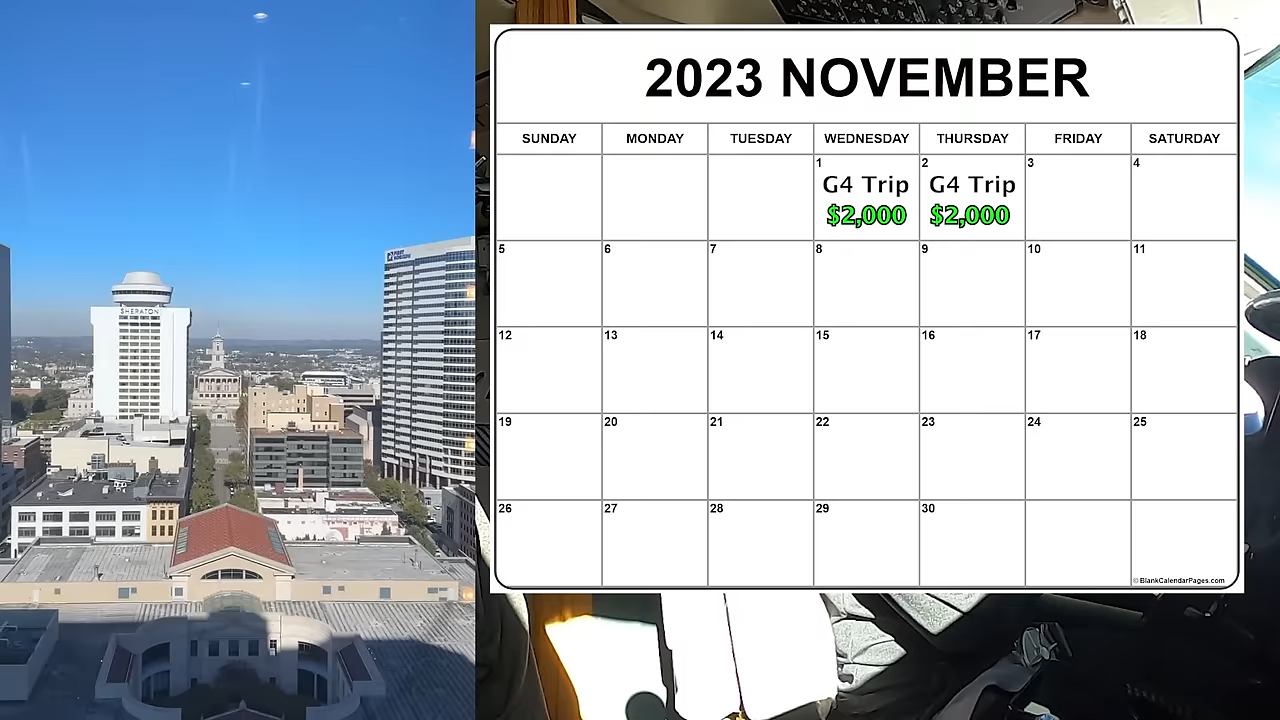 SHERATON
FIRST HORIZON
2023 NOVEMBER
SUNDAY MONDAY TUESDAY WEDNESDAY THURSDAY FRIDAY SATURDAY
1 2 3 4
G4 Trip G4 Trip
$2,000 $2,000
5 6 7 8 9 10 11
12 13 14 15 16 17 18
19 20 21 22 23 24 25
26 27 28 29 30
© BlankCalendarPages.com